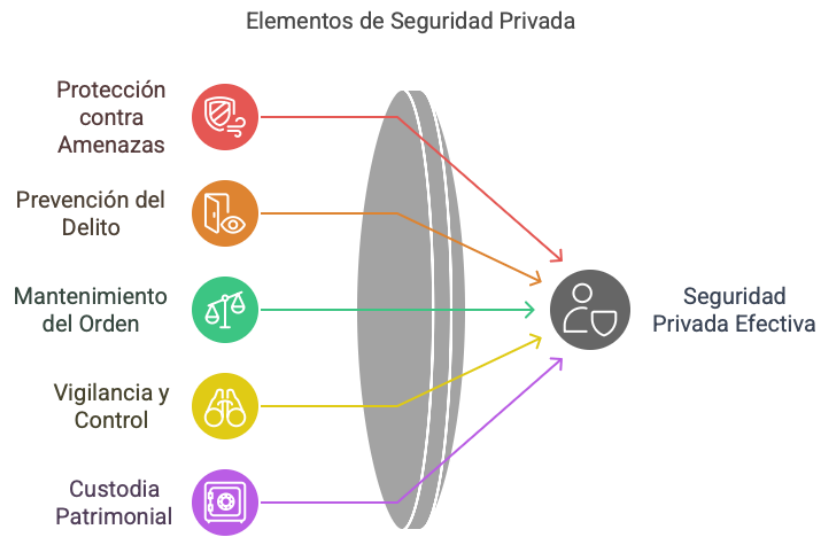 Elementos de Seguridad Privada
Protección
contra
Amenazas
Prevención del
Delito
Mantenimiento
del Orden
Vigilancia y
Control
Custodia
Patrimonial
Seguridad
Privada Efectiva